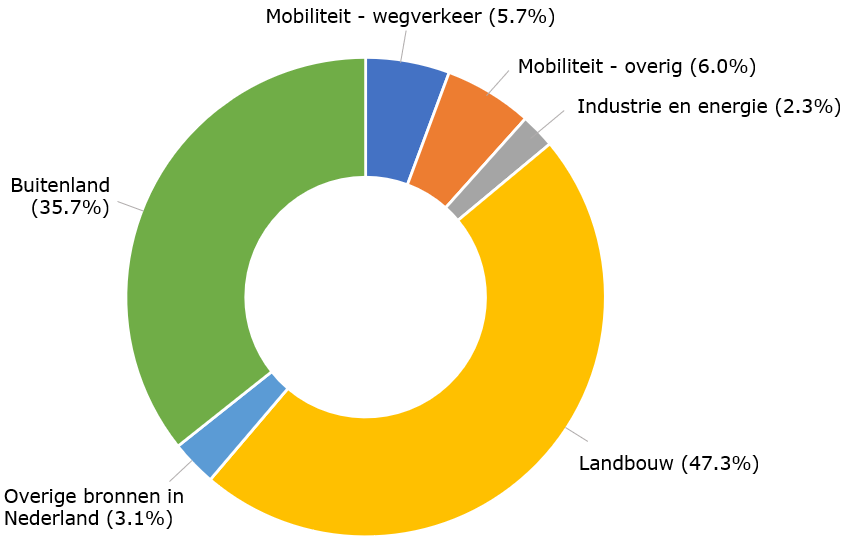 Mobiliteit - wegverkeer (5.7%)
Mobiliteit - overig (6.0%)
Industrie en energie (2.3%)
Buitenland
(35.7%)
Landbouw (47.3%)
Overige bronnen in
Nederland (3.1%)